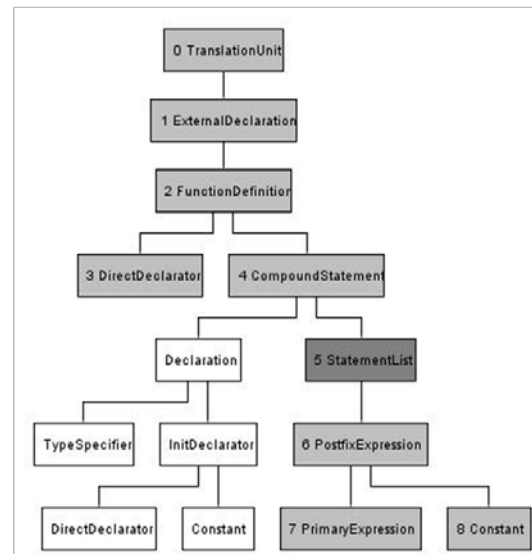 0 TranslationUnit
1 ExternalDeclaration
2 FunctionDefinition
3 DirectDeclarator
4 CompoundStatement
Declaration
5 StatementList
TypeSpecifier
InitDeclarator
6 PostfixExpression
DirectDeclarator
Constant
7 PrimaryExpression
8 Constant